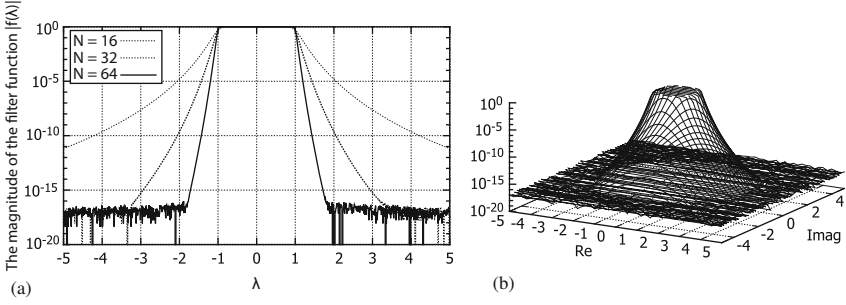 The magnitude of the filter function |f(λ)|
10⁰
10⁻⁵
10⁻¹⁰
10⁻¹⁵
10⁻²⁰
N = 16
N = 32
N = 64
-5 -4 -3 -2 -1 0 1 2 3 4 5
λ
(a)
10⁰
10⁻⁵
10⁻¹⁰
10⁻¹⁵
10⁻²⁰
-5 -4 -3 -2 -1 0 1 2 3 4 5
Re
-4 -2 0 2 4
Imag
(b)